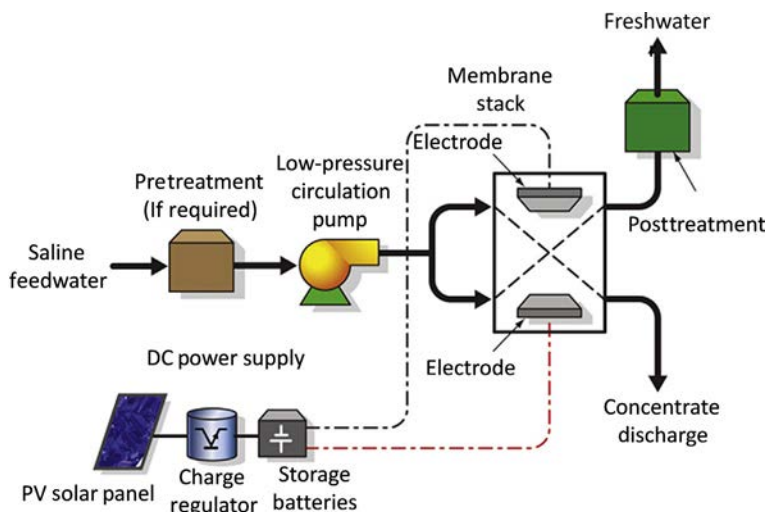 Freshwater
Membrane
stack
Electrode
Low-pressure
circulation
pump
Pretreatment
(If required)
Posttreatment
Saline
feedwater
DC power supply
Electrode
Concentrate
discharge
PV solar panel
Charge
regulator
Storage
batteries